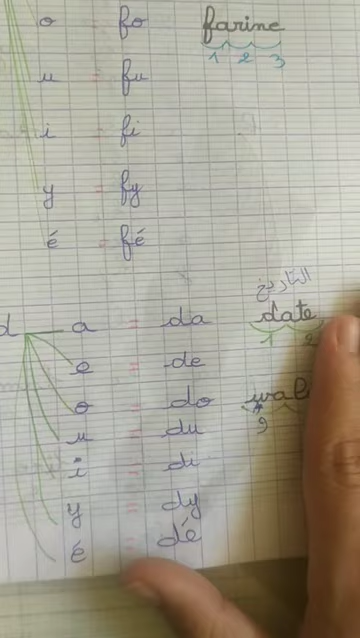 o = fo farine
1 2 3
u = fu
i = fi
y = fy
é = fé
التاريخ
d a = da date
1 2
e = de
o = do
u = du
i = di
y = dy
é = dé